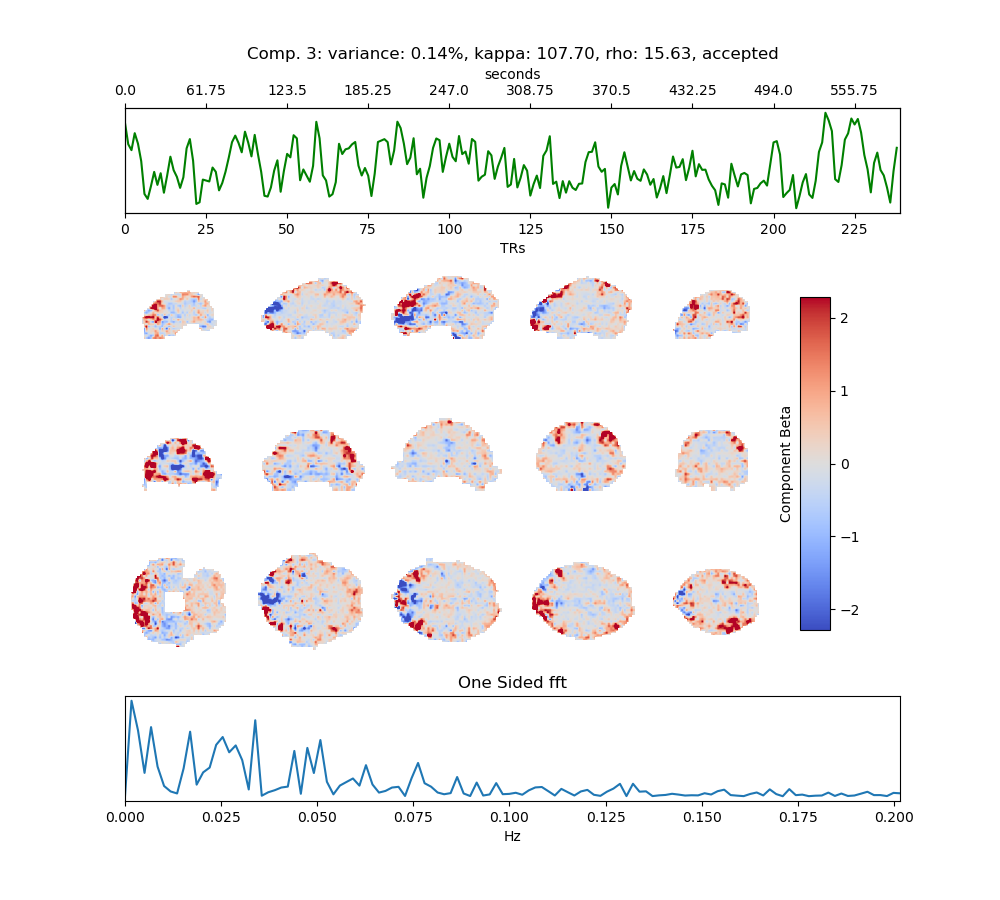 Comp. 3: variance: 0.14%, kappa: 107.70, rho: 15.63, accepted
seconds
0.0 61.75 123.5 185.25 247.0 308.75 370.5 432.25 494.0 555.75
0 25 50 75 100 125 150 175 200 225
TRs
2
1
0
−1
−2
Component Beta
One Sided fft
0.000 0.025 0.050 0.075 0.100 0.125 0.150 0.175 0.200
Hz